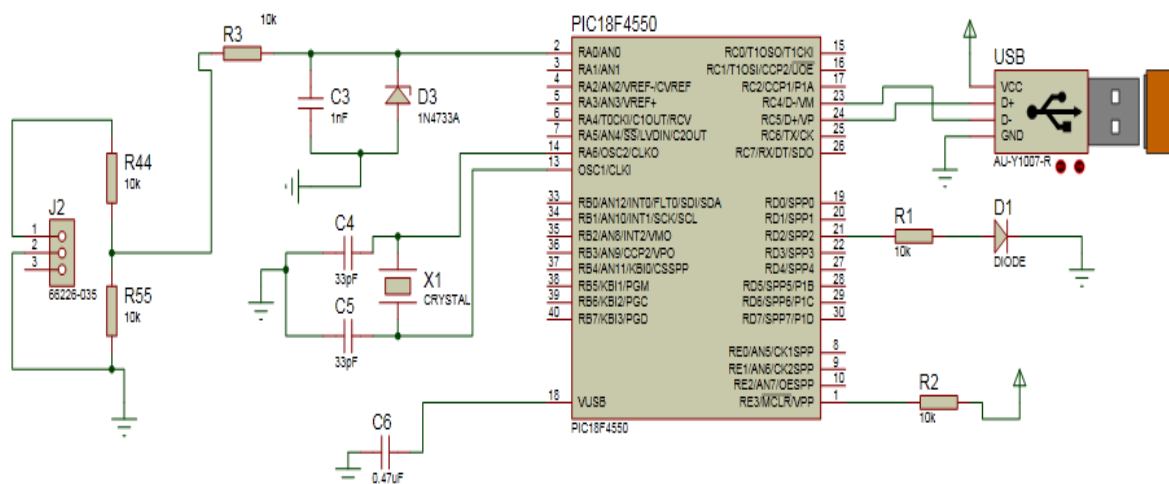 10k
R3
C3
1nF
D3
1N4733A
R44
10k
J2
1
2
3
66226-035
R55
10k
C4
33pF
X1
CRYSTAL
C5
33pF
C6
0.47uF
PIC18F4550
2 RA0/AN0
3 RA1/AN1
4 RA2/AN2/VREF-/CVREF
5 RA3/AN3/VREF+
6 RA4/T0CKI/C1OUT/RCV
7 RA5/AN4/SS/LVDIN/C2OUT
14 RA6/OSC2/CLKO
13 OSC1/CLKI
33 RB0/AN12/INT0/FLT0/SDI/SDA
34 RB1/AN10/INT1/SCK/SCL
35 RB2/AN8/INT2/VMO
36 RB3/AN9/CCP2/VPO
37 RB4/AN11/KBI0/CSSPP
38 RB5/KBI1/PGM
39 RB6/KBI2/PGC
40 RB7/KBI3/PGD
18 VUSB
RC0/T1OSO/T1CKI 15
RC1/T1OSI/CCP2/UOE 16
RC2/CCP1/P1A 17
RC4/D-/VM 23
RC5/D+/VP 24
RC6/TX/CK 25
RC7/RX/DT/SDO 26
RD0/SPP0 19
RD1/SPP1 20
RD2/SPP2 21
RD3/SPP3 22
RD4/SPP4 27
RD5/SPP5/P1B 28
RD6/SPP6/P1C 29
RD7/SPP7/P1D 30
RE0/AN5/CK1SPP 8
RE1/AN6/CK2SPP 9
RE2/AN7/OESPP 10
RE3/MCLR/VPP 1
PIC18F4550
USB
VCC
D+
D-
GND
AU-Y1007-R
R1
10k
D1
DIODE
R2
10k